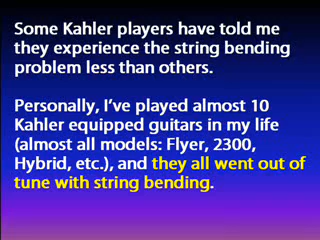 Some Kahler players have told me
they experience the string bending
problem less than others.
Personally, I've played almost 10
Kahler equipped guitars in my life
(almost all models: Flyer, 2300,
Hybrid, etc.), and they all went out of
tune with string bending.